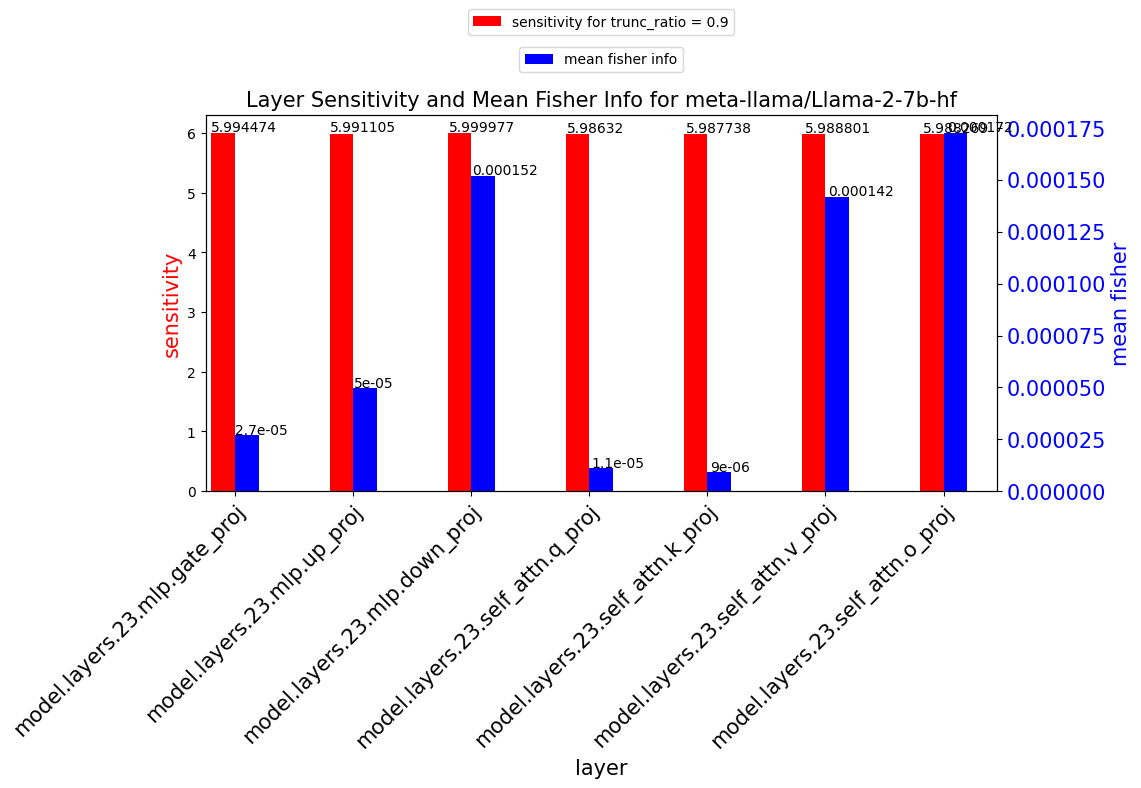 sensitivity for trunc_ratio = 0.9
mean fisher info
Layer Sensitivity and Mean Fisher Info for meta-llama/Llama-2-7b-hf
5.994474
5.991105
5.999977
5.98632
5.987738
5.988801
5.988269
2.7e-05
5e-05
0.000152
1.1e-05
9e-06
0.000142
0.000172
6
5
4
3
2
1
0
sensitivity
0.000175
0.000150
0.000125
0.000100
0.000075
0.000050
0.000025
0.000000
mean fisher
model.layers.23.mlp.gate_proj
model.layers.23.mlp.up_proj
model.layers.23.mlp.down_proj
model.layers.23.self_attn.q_proj
model.layers.23.self_attn.k_proj
model.layers.23.self_attn.v_proj
model.layers.23.self_attn.o_proj
layer